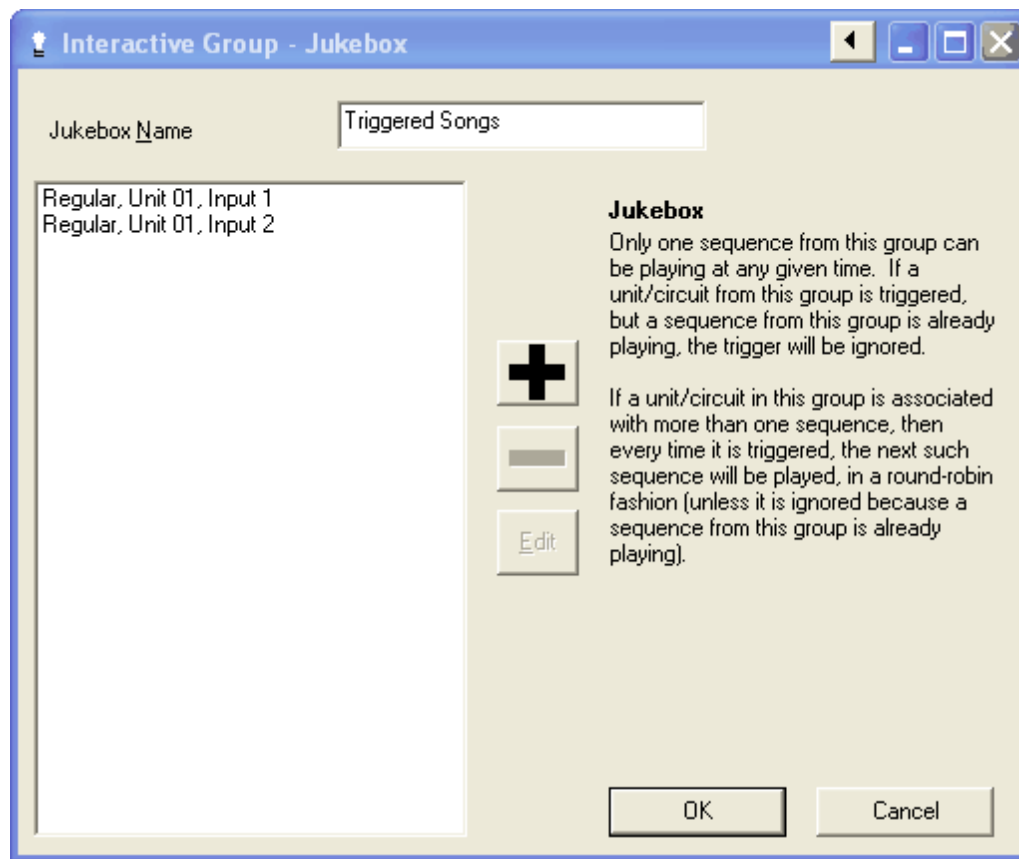 Interactive Group - Jukebox
Jukebox Name
Triggered Songs
Regular, Unit 01, Input 1
Regular, Unit 01, Input 2
Jukebox
Only one sequence from this group can
be playing at any given time.  If a
unit/circuit from this group is triggered,
but a sequence from this group is already
playing, the trigger will be ignored.
If a unit/circuit in this group is associated
with more than one sequence, then
every time it is triggered, the next such
sequence will be played, in a round-robin
fashion (unless it is ignored because a
sequence from this group is already
playing).
Edit
OK
Cancel